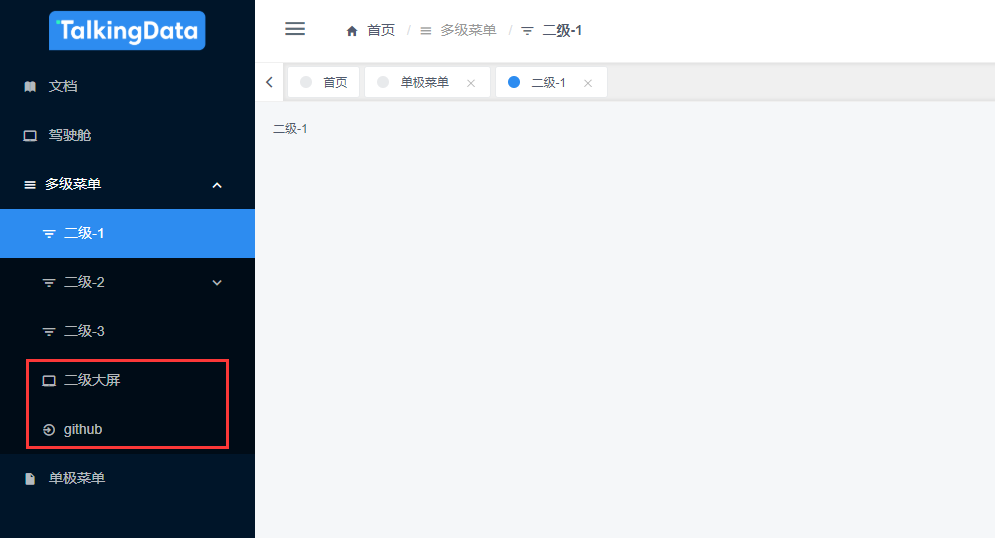 TalkingData
文档
驾驶舱
多级菜单
二级-1
二级-2
二级-3
二级大屏
github
单极菜单
首页 / 多级菜单 / 二级-1
首页 单极菜单 二级-1
二级-1